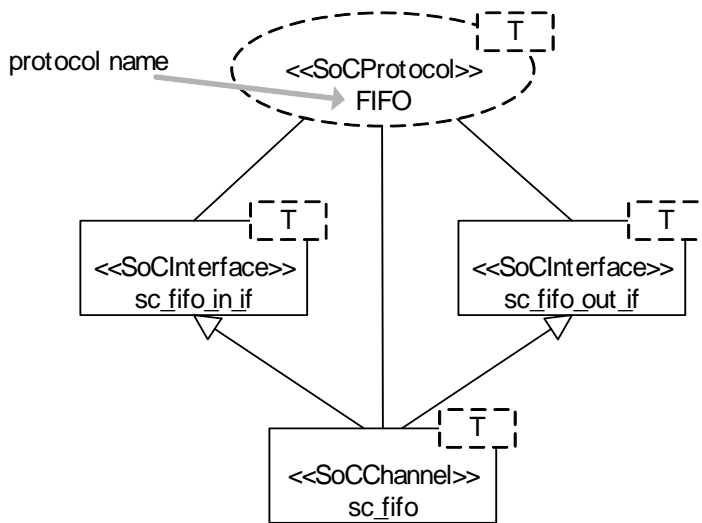 T
<<SoCProtocol>>
protocol name
FIFO
T
T
<<SoCInterface>>
<<SoCInterface>>
sc_fifo_in_if
sc_fifo_out_if
T
<<SoCChannel>>
sc_fifo